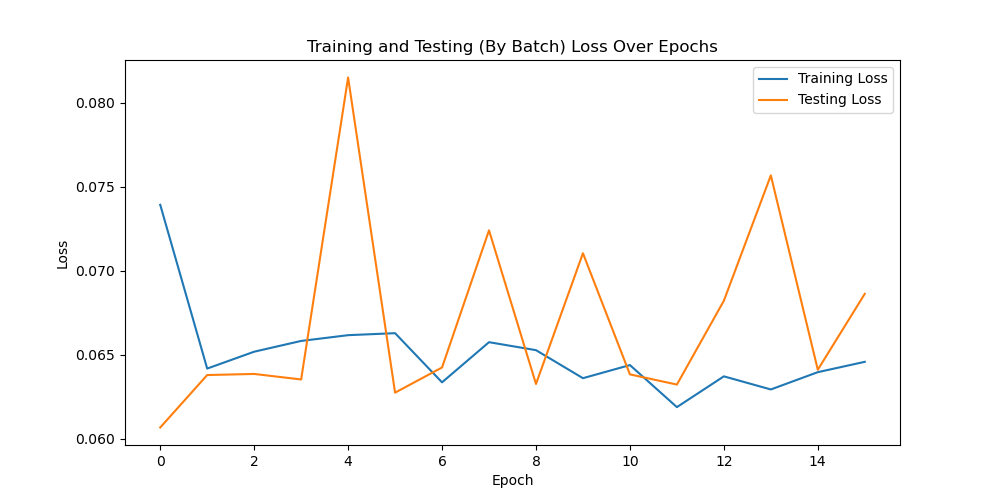 Training and Testing (By Batch) Loss Over Epochs
Training Loss
Testing Loss
0.080
0.075
0.070
0.065
0.060
Loss
0 2 4 6 8 10 12 14
Epoch